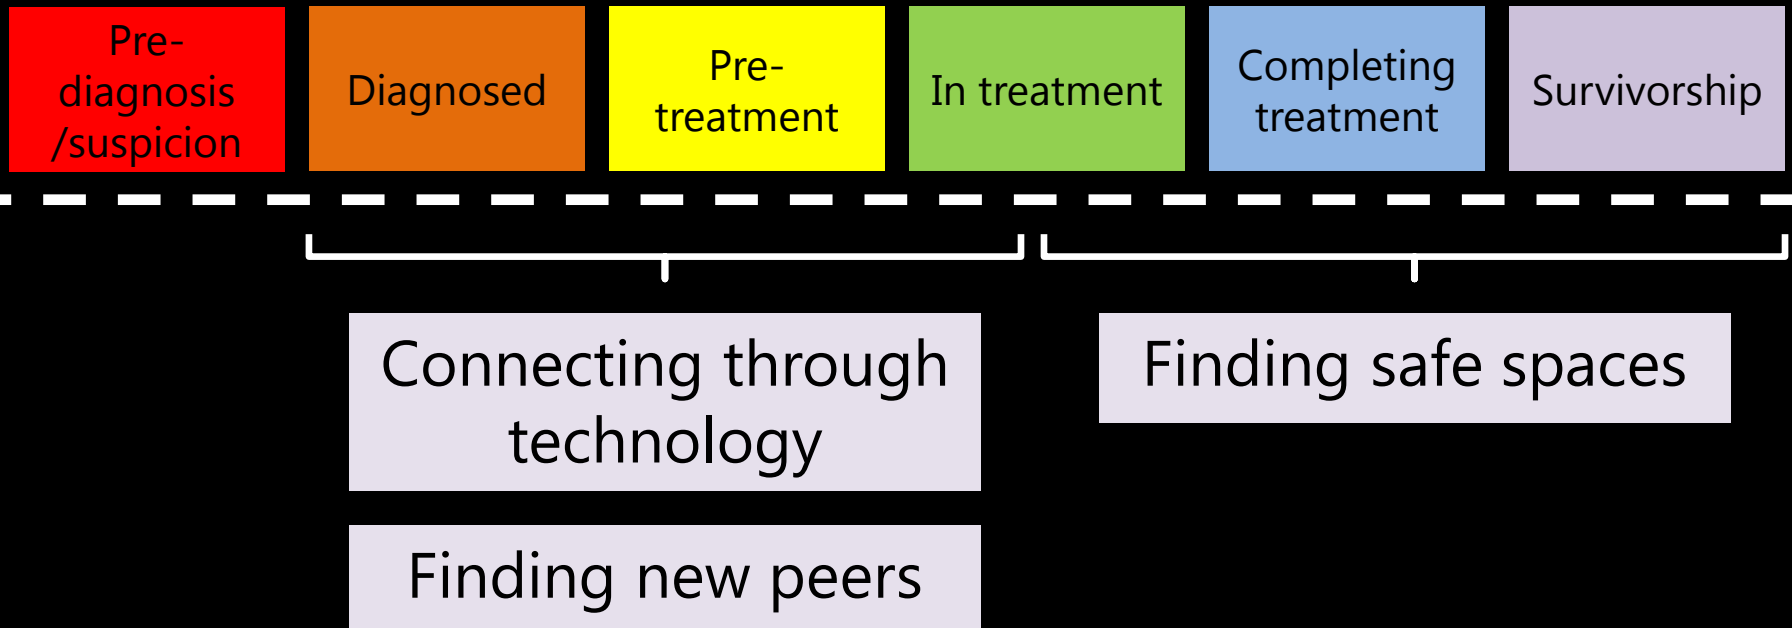 Pre-
diagnosis
/suspicion
Diagnosed
Pre-
treatment
In treatment
Completing
treatment
Survivorship
Connecting through
technology
Finding new peers
Finding safe spaces